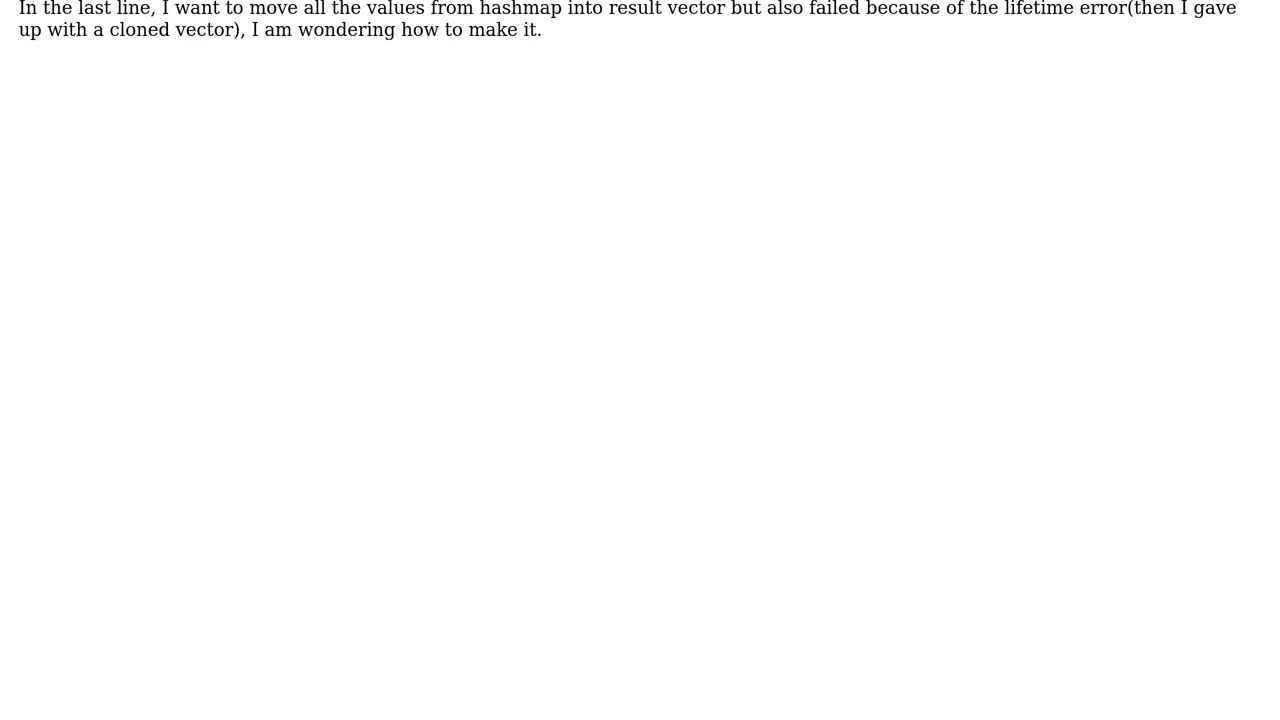 In the last line, I want to move all the values from hashmap into result vector but also failed because of the lifetime error(then I gave
up with a cloned vector), I am wondering how to make it.